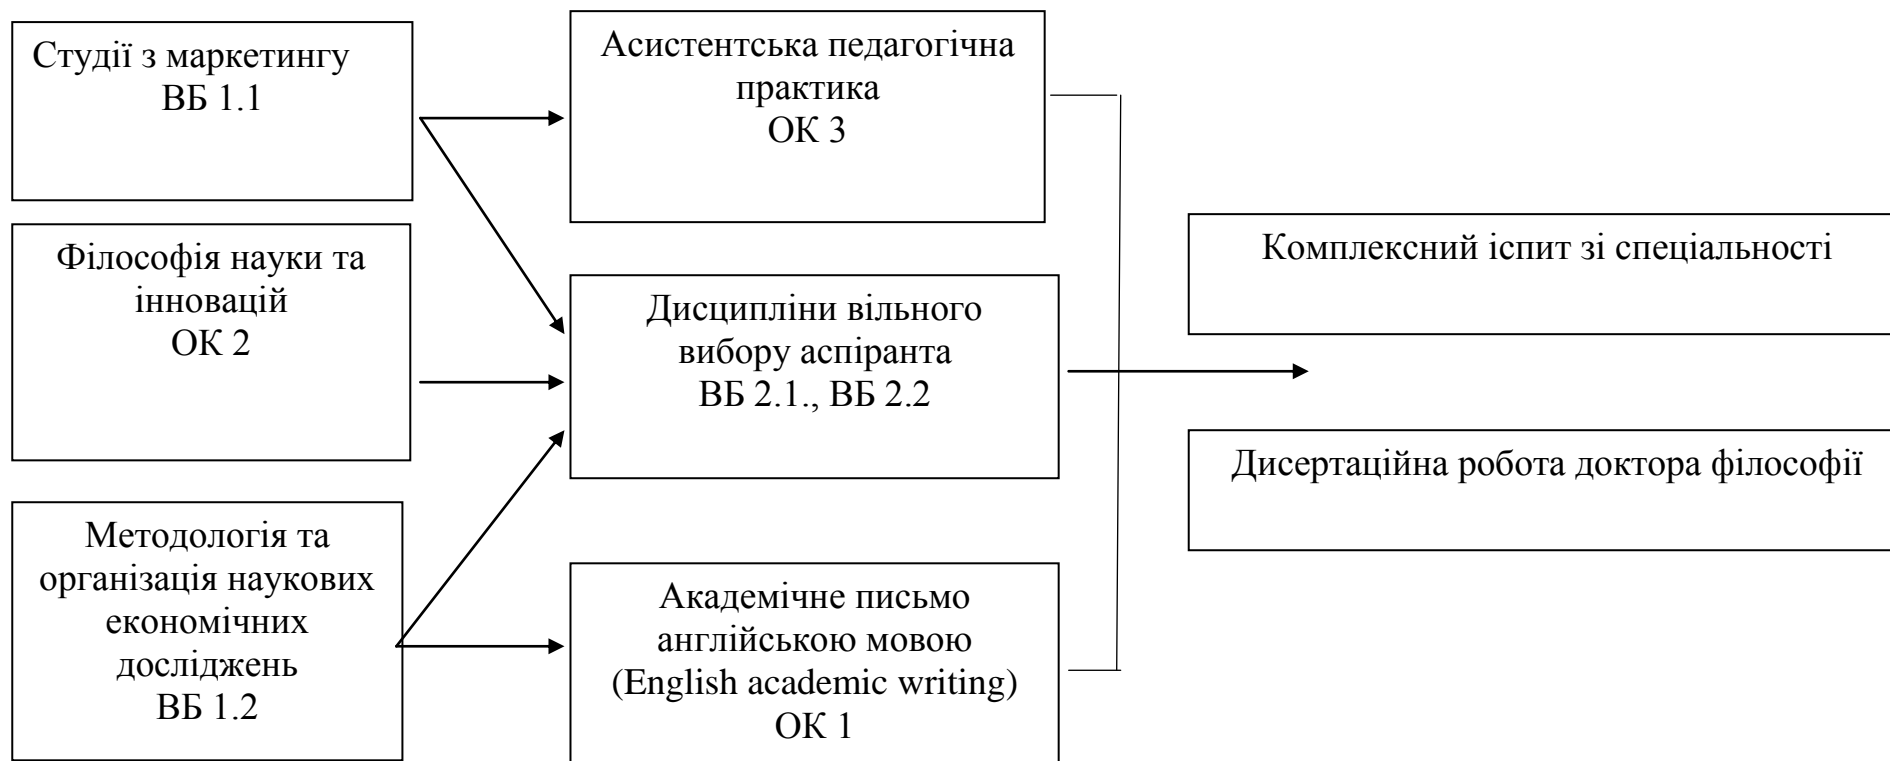 Студії з маркетингу
ВБ 1.1
Філософія науки та
інновацій
ОК 2
Методологія та
організація наукових
економічних
досліджень
ВБ 1.2
Асистентська педагогічна
практика
ОК 3
Дисципліни вільного
вибору аспіранта
ВБ 2.1., ВБ 2.2
Академічне письмо
англійською мовою
(English academic writing)
ОК 1
Комплексний іспит зі спеціальності
Дисертаційна робота доктора філософії